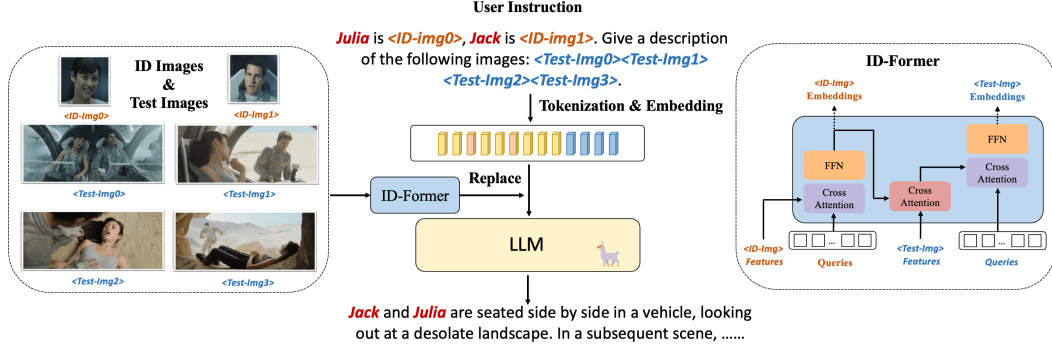 User Instruction
Julia is <ID-img0>, Jack is <ID-img1>. Give a description
of the following images: <Test-Img0><Test-Img1>
<Test-Img2><Test-Img3>.
ID Images
&
Test Images
<ID-Img0>
<ID-Img1>
<Test-Img0>
<Test-Img1>
<Test-Img2>
<Test-Img3>
Tokenization & Embedding
Replace
ID-Former
LLM
Jack and Julia are seated side by side in a vehicle, looking
out at a desolate landscape. In a subsequent scene, ……
ID-Former
<ID-Img>
Embeddings
<Test-Img>
Embeddings
FFN
FFN
Cross
Attention
Cross
Attention
Cross
Attention
...
...
<ID-Img>
Features
Queries
<Test-Img>
Features
Queries